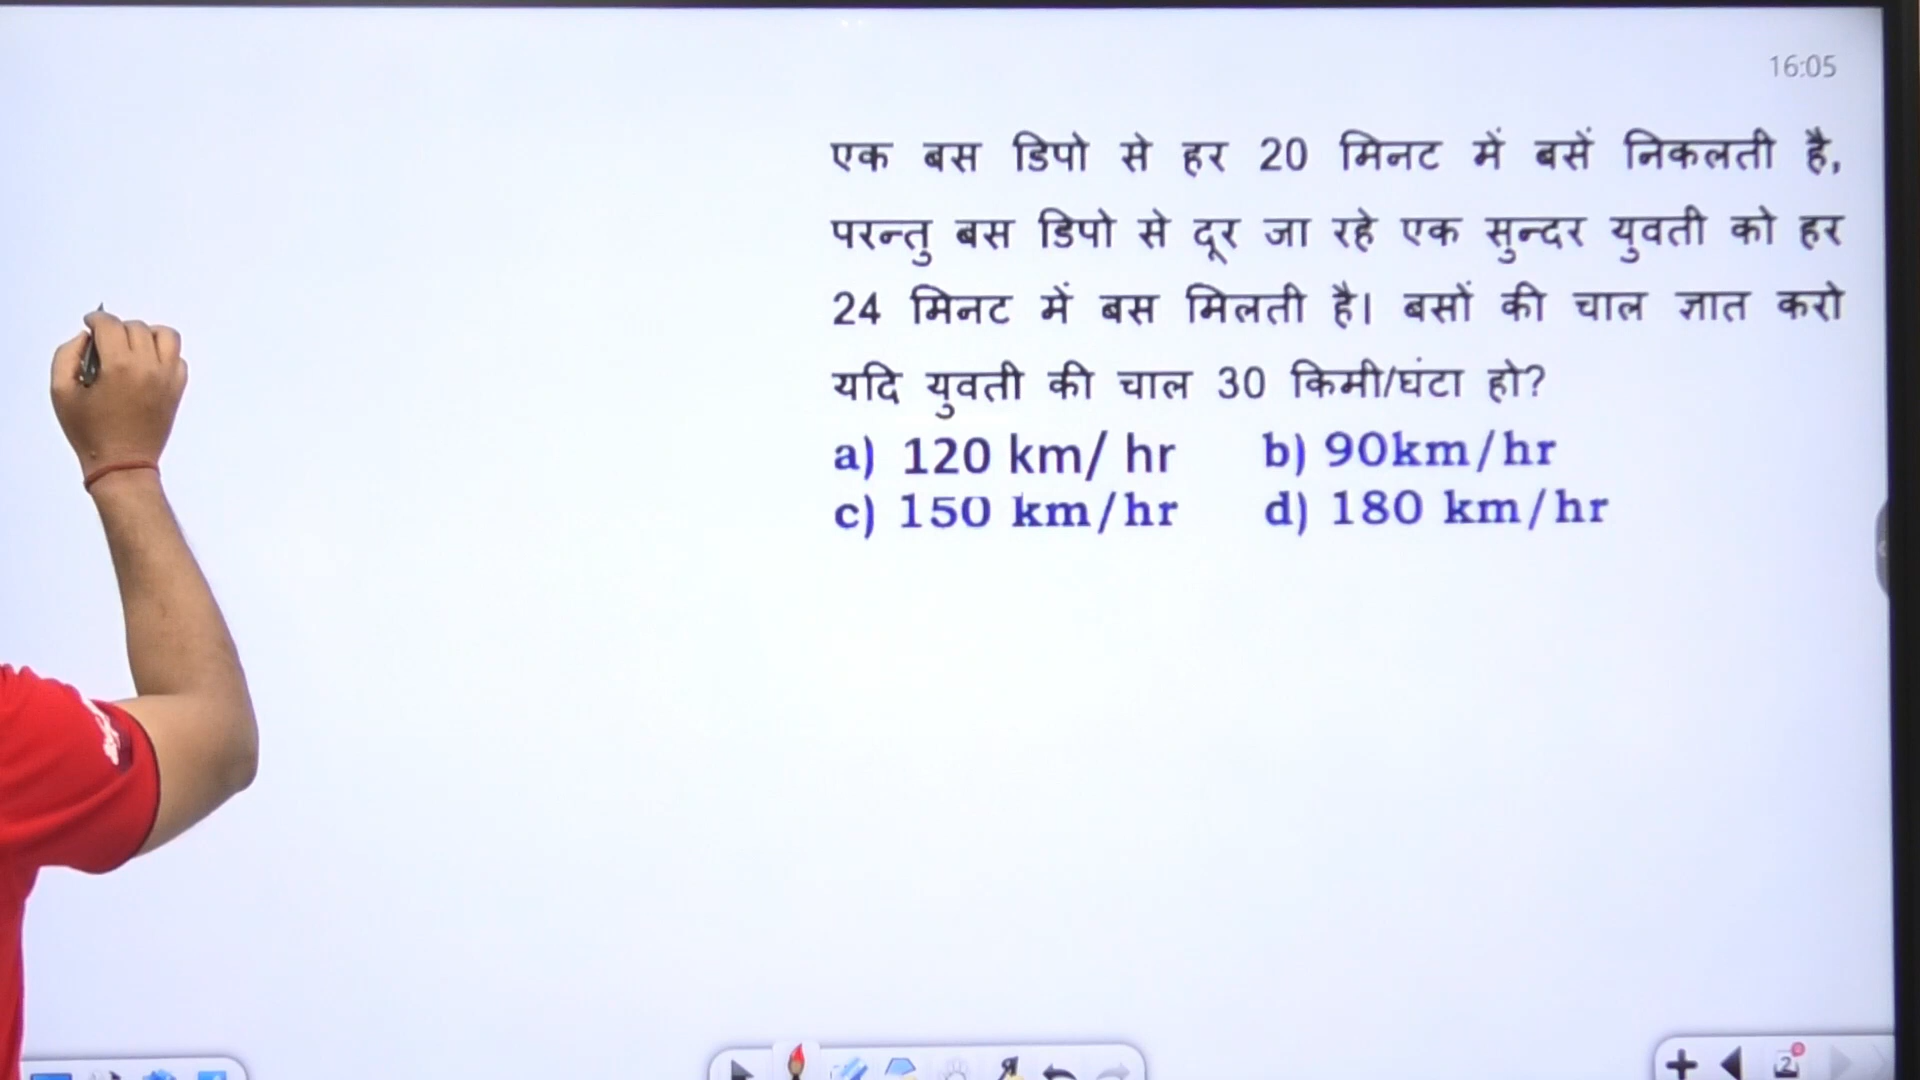 16:05
एक बस डिपो से हर 20 मिनट में बसें निकलती है,
परन्तु बस डिपो से दूर जा रहे एक सुन्दर युवती को हर
24 मिनट में बस मिलती है। बसों की चाल ज्ञात करो
यदि युवती की चाल 30 किमी/घंटा हो?
a) 120 km/ hr b) 90km/hr
c) 150 km/hr d) 180 km/hr
2